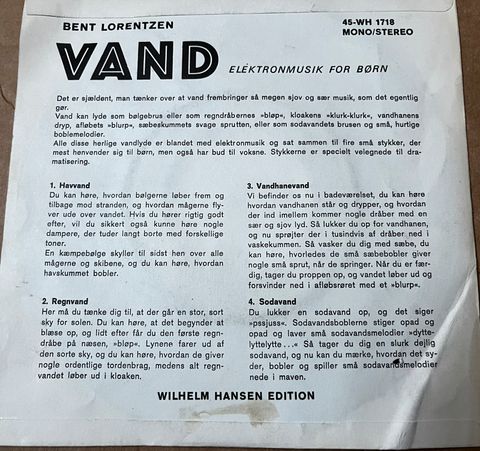 BENT LORENTZEN
45-WH 1718
MONO/STEREO
VAND ELEKTRONMUSIK FOR BØRN
Det er sjældent, man tænker over at vand frembringer så megen sjov og sær musik, som det egentlig
gør.
Vand kan lyde som bølgebrus eller som regndråbernes »bløp«, kloakens »klurk-klurk«, vandhanens
dryp, afløbets »blurp«, sæbeskummets svage sprutten, eller som sodavandets brusen og små, hurtige
boblemelodier.
Alle disse herlige vandlyde er blandet med elektronmusik og sat sammen til fire små stykker, der
mest henvender sig til børn, men også har bud til voksne. Stykkerne er specielt velegnede til dra-
matisering.
1. Havvand
Du kan høre, hvordan bølgerne løber frem og
tilbage mod stranden, og hvordan mågerne fly-
ver ude over vandet. Hvis du hører rigtig godt
efter, vil du sikkert også kunne høre nogle
dampere, der tuder langt borte med forskellige
toner.
En kæmpebølge skyller til sidst hen over alle
mågerne og skibene, og du kan høre, hvordan
havskummet bobler.
2. Regnvand
Her må du tænke dig til, at der går en stor, sort
sky for solen. Du kan høre, at det begynder at
blæse op, og lidt efter får du den første regn-
dråbe på næsen, »bløp«. Lynene farer ud af
den sorte sky, og du kan høre, hvordan de giver
nogle ordentlige tordenbrag, medens alt regn-
vandet løber ud i kloaken.
3. Vandhanevand
Vi befinder os nu i badeværelset, du kan høre
hvordan vandhanen står og drypper, og hvordan
der ind imellem kommer nogle dråber med en
sær og sjov lyd. Så lukker du op for vandhanen,
og nu sprøjter der i tusindvis af dråber ned i
vaskekummen. Så vasker du dig med sæbe, du
kan høre, hvorledes de små sæbebobler giver
nogle små sprut, når de springer. Når du er fær-
dig, tager du proppen op, og vandet løber ud og
forsvinder ned i afløbsrøret med et »blurp«.
4. Sodavand
Du lukker en sodavand op, og det siger
»pssjuss«. Sodavandsboblerne stiger opad og
opad og laver små sodavandsmelodier »dytte-
lyttelytte...« Så tager du en slurk dejlig
sodavand, og nu kan du mærke, hvordan det sy-
der, bobler og spiller små sodavandsmelodier
nede i maven.
WILHELM HANSEN EDITION